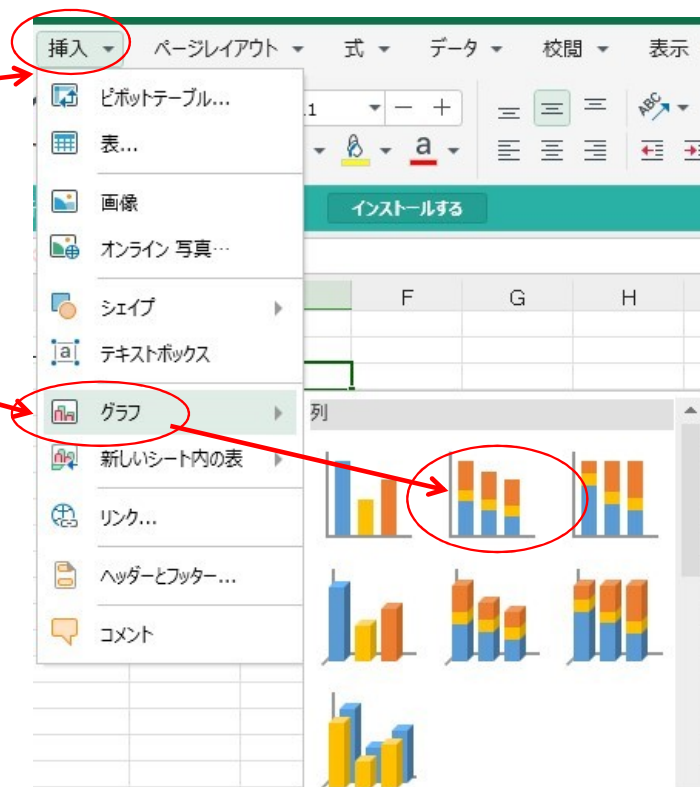 挿入 ページレイアウト 式 データ 校閲 表示
ピボットテーブル...
.1 − + ABC
表...
a
画像
インストールする
オンライン 写真…
F G H
シェイプ
a テキストボックス
グラフ
列
新しいシート内の表
リンク...
ヘッダーとフッター...
コメント